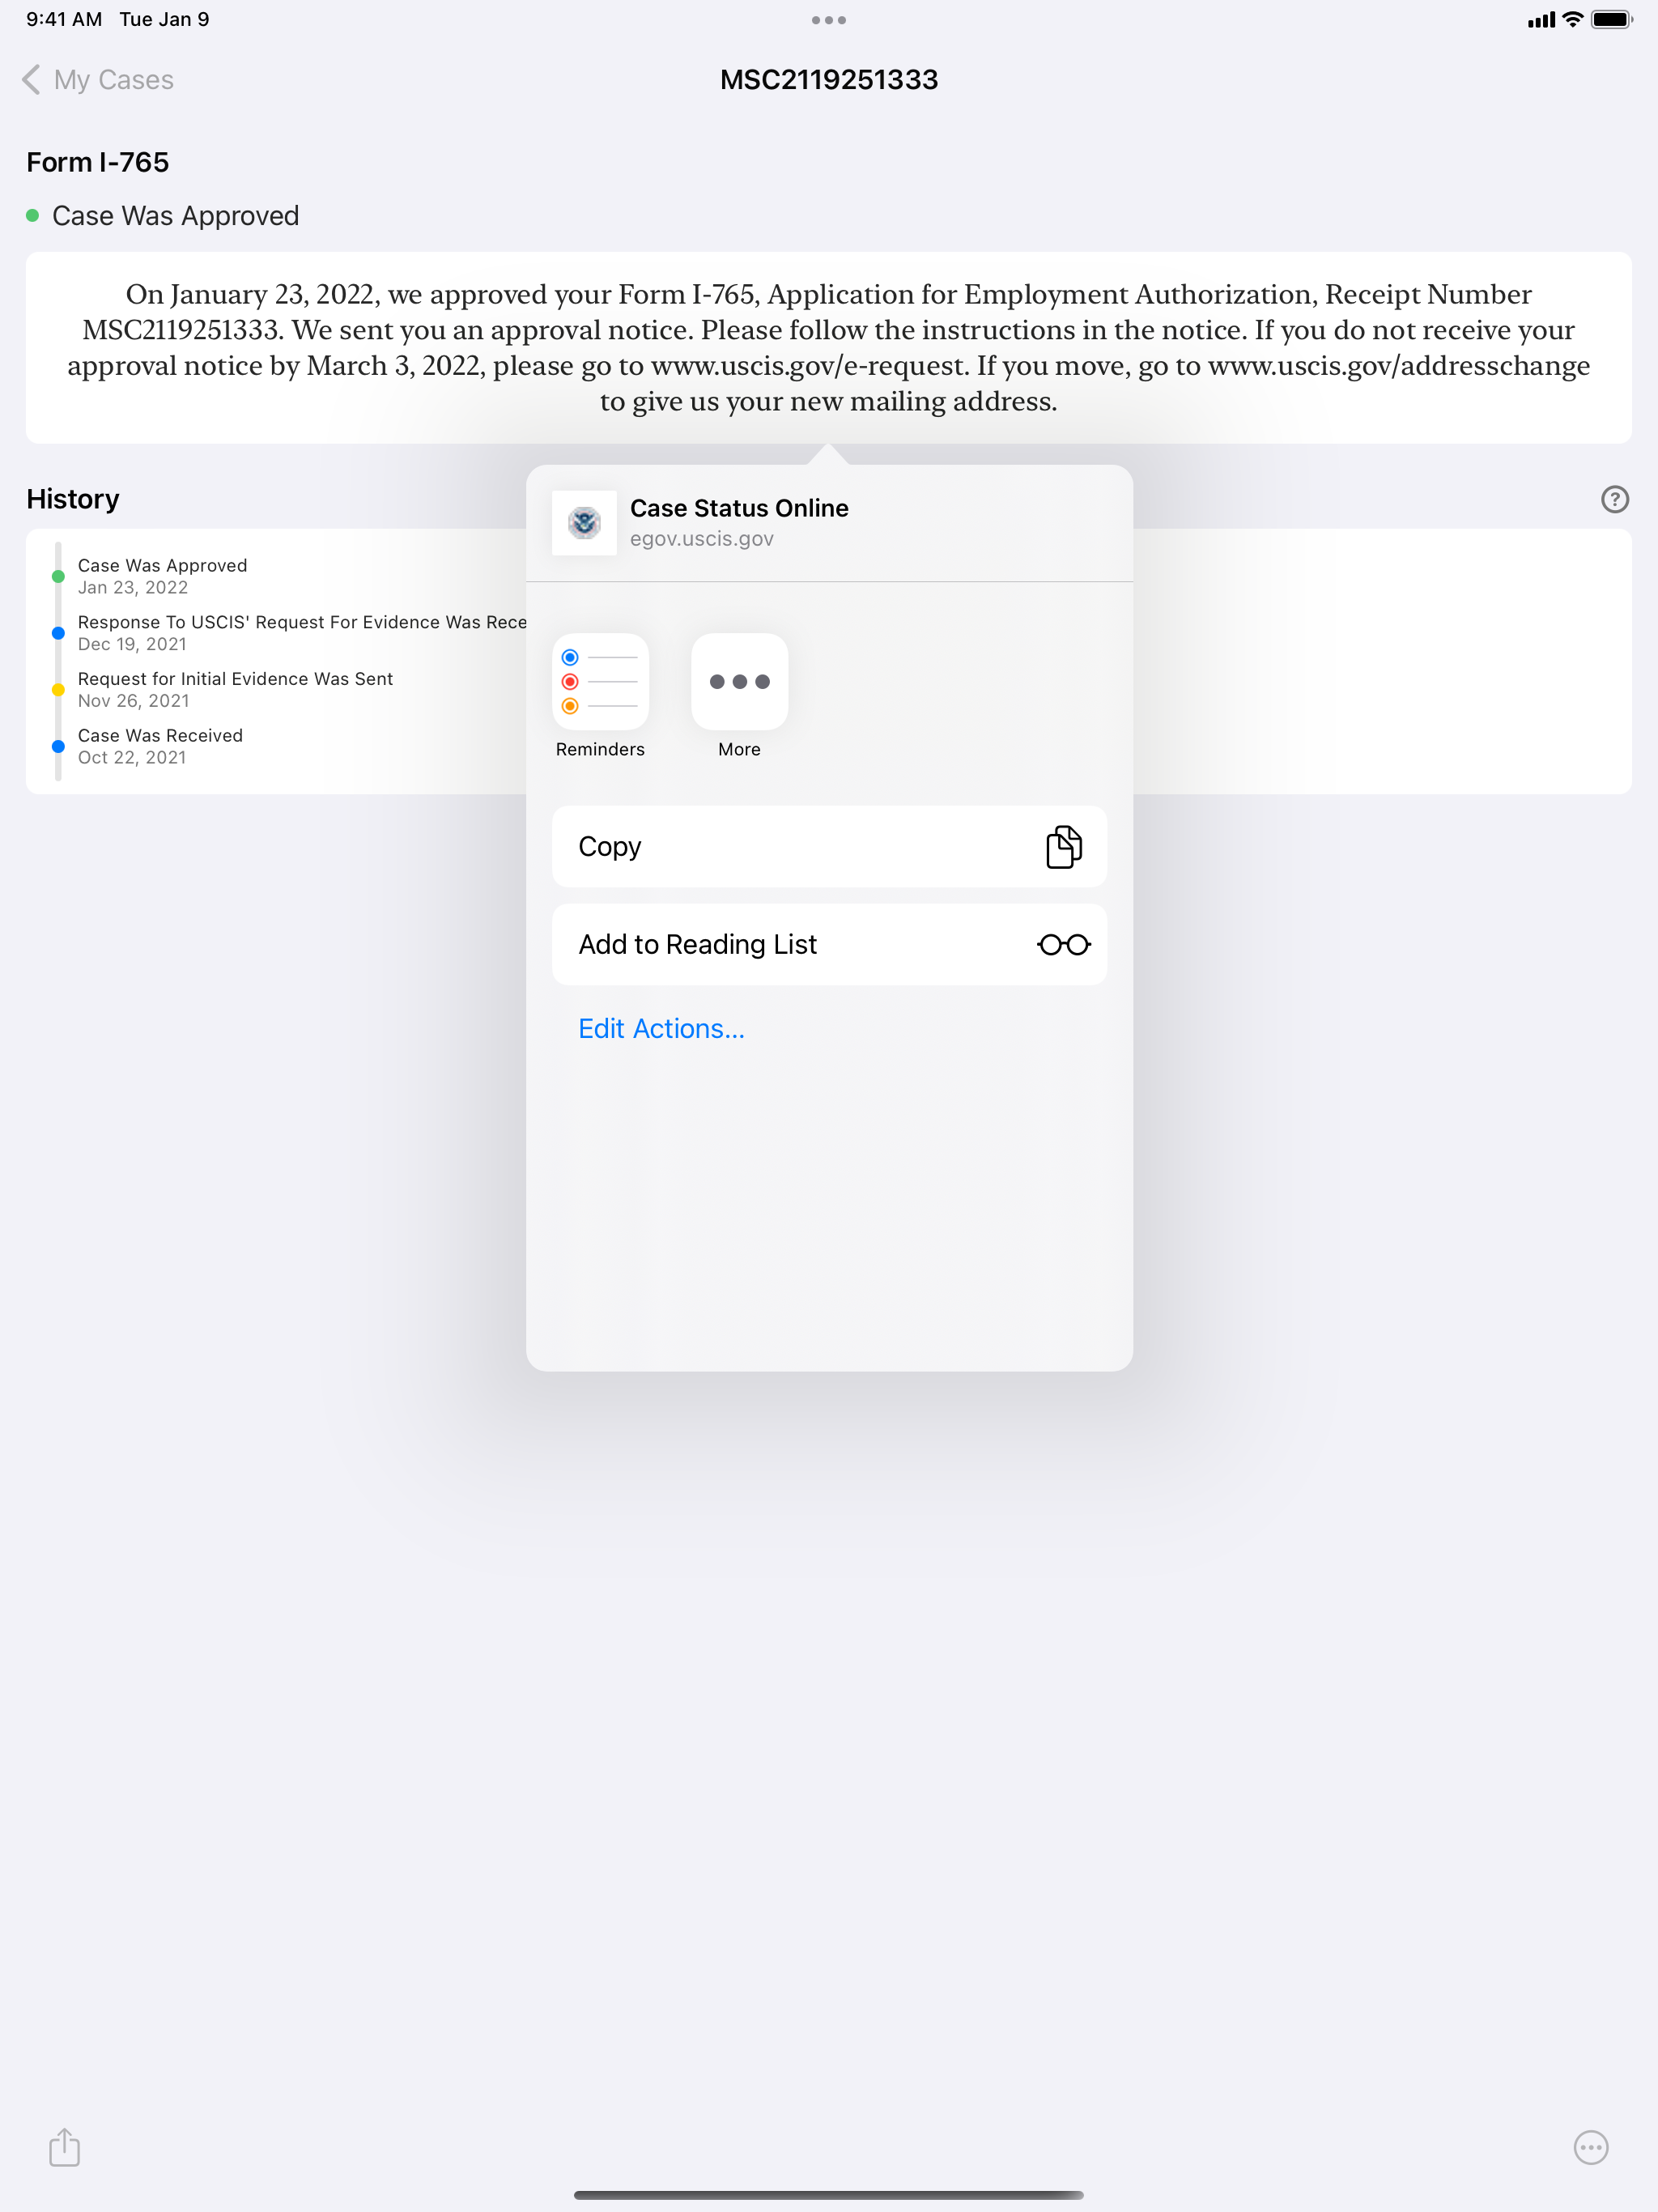 9:41 AM Tue Jan 9
My Cases
MSC2119251333
Form I-765
Case Was Approved
On January 23, 2022, we approved your Form I-765, Application for Employment Authorization, Receipt Number
MSC2119251333. We sent you an approval notice. Please follow the instructions in the notice. If you do not receive your
approval notice by March 3, 2022, please go to www.uscis.gov/e-request. If you move, go to www.uscis.gov/addresschange
to give us your new mailing address.
History
?
Case Was Approved
Jan 23, 2022
Response To USCIS' Request For Evidence Was Rece
Dec 19, 2021
Request for Initial Evidence Was Sent
Nov 26, 2021
Case Was Received
Oct 22, 2021
Case Status Online
egov.uscis.gov
Reminders
More
Copy
Add to Reading List
Edit Actions...